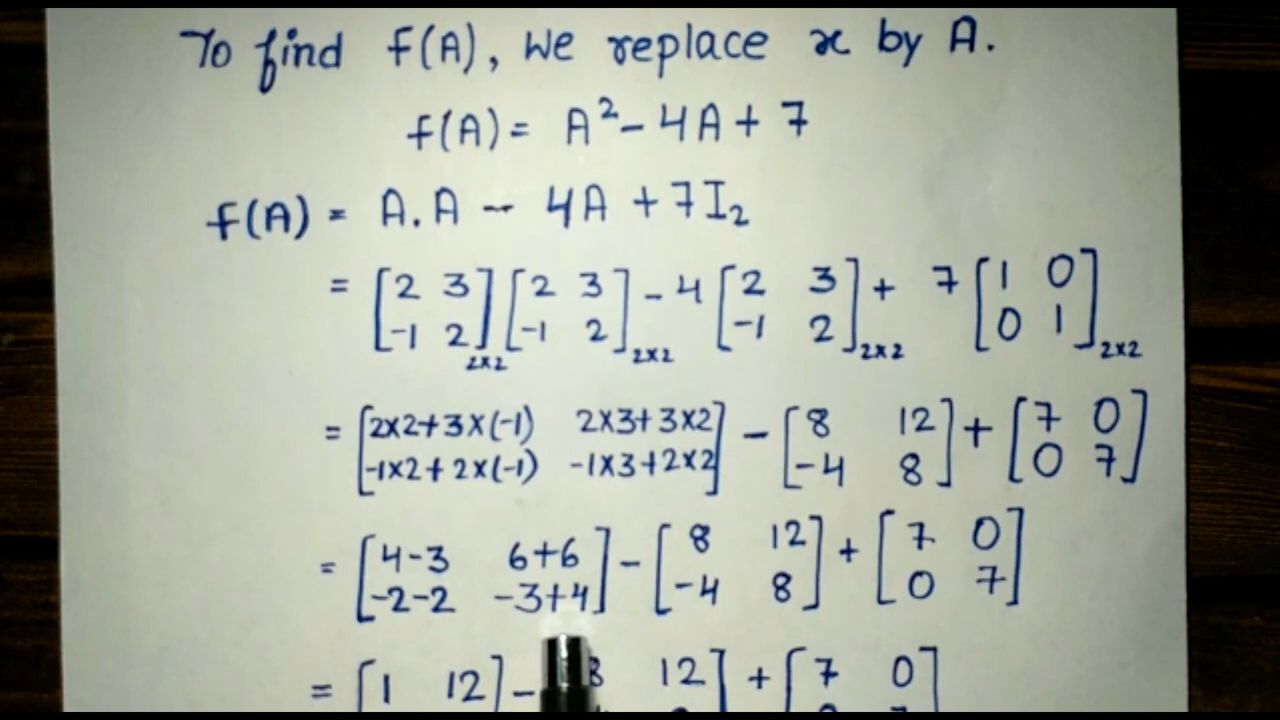 To find f(A), We replace x by A.
f(A) = A² - 4A + 7
f(A) = A.A - 4A + 7I₂
= [2 3 [2 3 - 4 [2 3 + 7 [1 0
-1 2]2x2 -1 2]2x2 -1 2]2x2 0 1]2x2
= [2x2+3x(-1) 2x3+3x2 - [8 12 + [7 0
-1x2+2x(-1) -1x3+2x2] -4 8] 0 7]
= [4-3 6+6 - [8 12 + [7 0
-2-2 -3+4] -4 8] 0 7]
= [1 12] - 8 12] + [7 0]